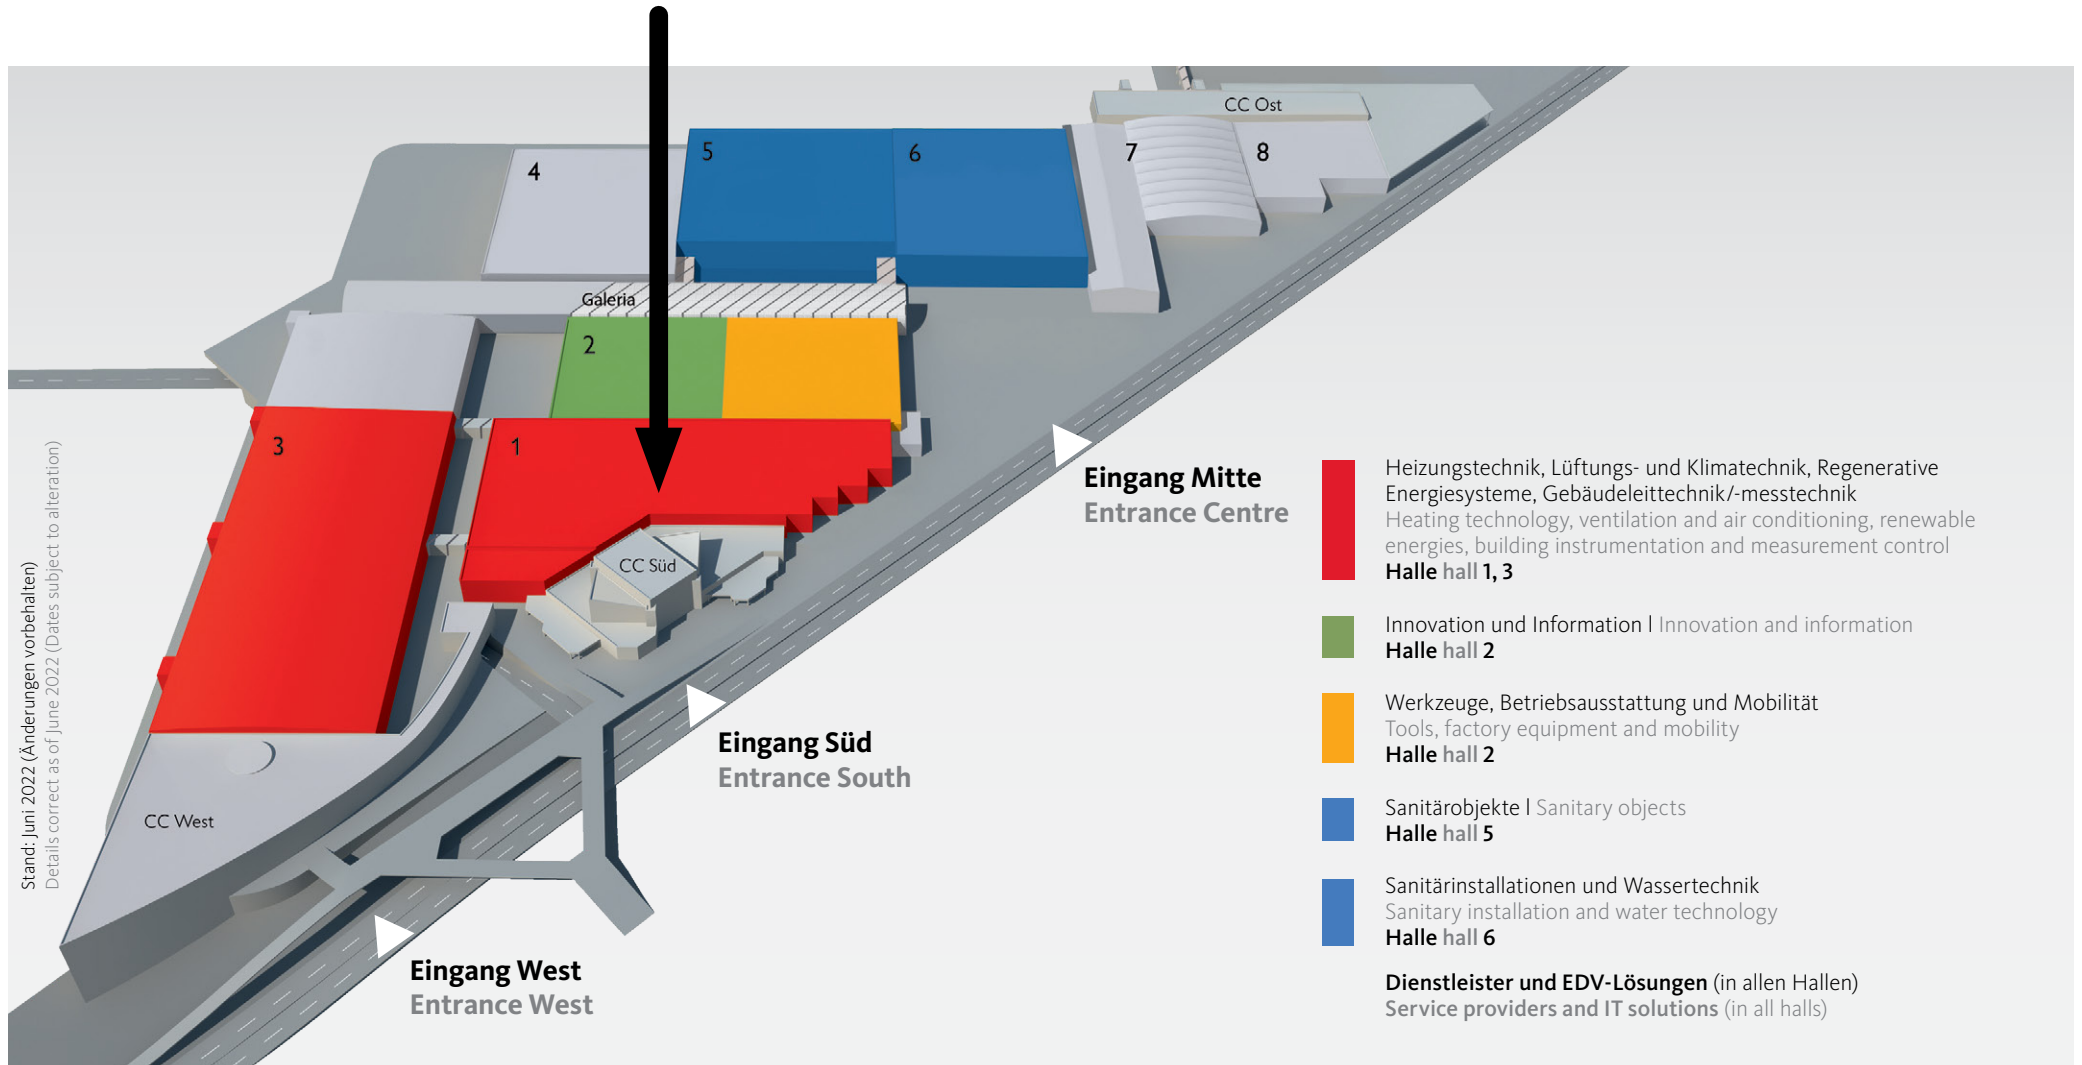 CC Ost
5
6
7
8
4
Galeria
2
3
1
CC Süd
CC West
Eingang Mitte
Entrance Centre
Eingang Süd
Entrance South
Eingang West
Entrance West
Stand: Juni 2022 (Änderungen vorbehalten)
Details correct as of June 2022 (Dates subject to alteration)
Heizungstechnik, Lüftungs- und Klimatechnik, Regenerative
Energiesysteme, Gebäudeleittechnik/-messtechnik
Heating technology, ventilation and air conditioning, renewable
energies, building instrumentation and measurement control
Halle hall 1, 3
Innovation und Information | Innovation and information
Halle hall 2
Werkzeuge, Betriebsausstattung und Mobilität
Tools, factory equipment and mobility
Halle hall 2
Sanitärobjekte | Sanitary objects
Halle hall 5
Sanitärinstallationen und Wassertechnik
Sanitary installation and water technology
Halle hall 6
Dienstleister und EDV-Lösungen (in allen Hallen)
Service providers and IT solutions (in all halls)